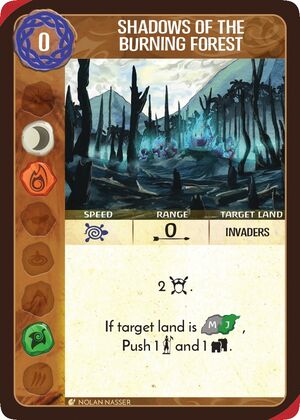 0
SHADOWS OF THE
BURNING FOREST
SPEED RANGE TARGET LAND
0 INVADERS
2 .
If target land is M J ,
Push 1 and 1 .
NOLAN NASSER